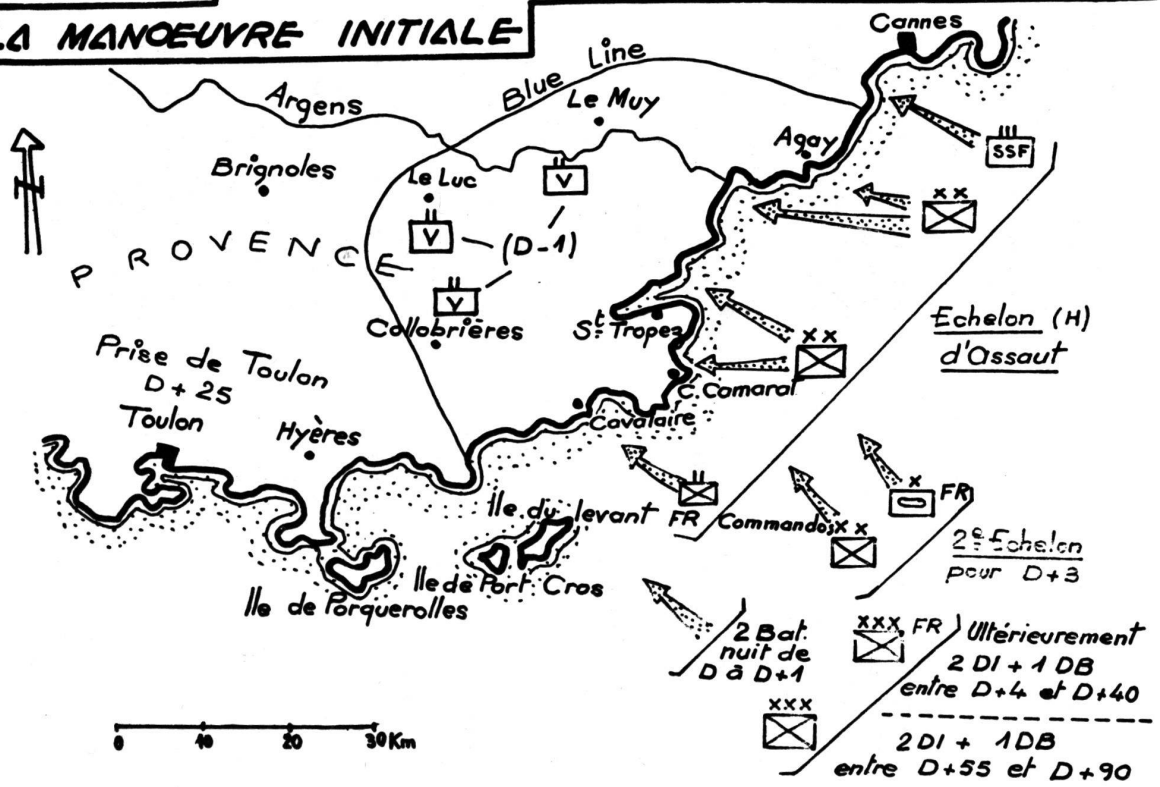 LA MANŒUVRE INITIALE
Cannes
Blue Line
Argens
Le Muy
Agay
SSF
Brignoles
Le Luc
V
V
(D-1)
PROVENCE
V
Collobrières
St Tropez
Echelon (H)
d'Assaut
Prise de Toulon
D+25
Toulon
Hyères
C. Camarat
Cavalaire
FR Commandos
FR
Ile du levant
Ile de Port Cros
Ile de Porquerolles
2e Echelon
pour D+3
2 Bat.
nuit de
D à D+1
XXX FR
Ultérieurement
2 DI + 1 DB
entre D+4 et D+40
XXX
2 DI + 1 DB
entre D+55 et D+90
0 10 20 30 Km
N